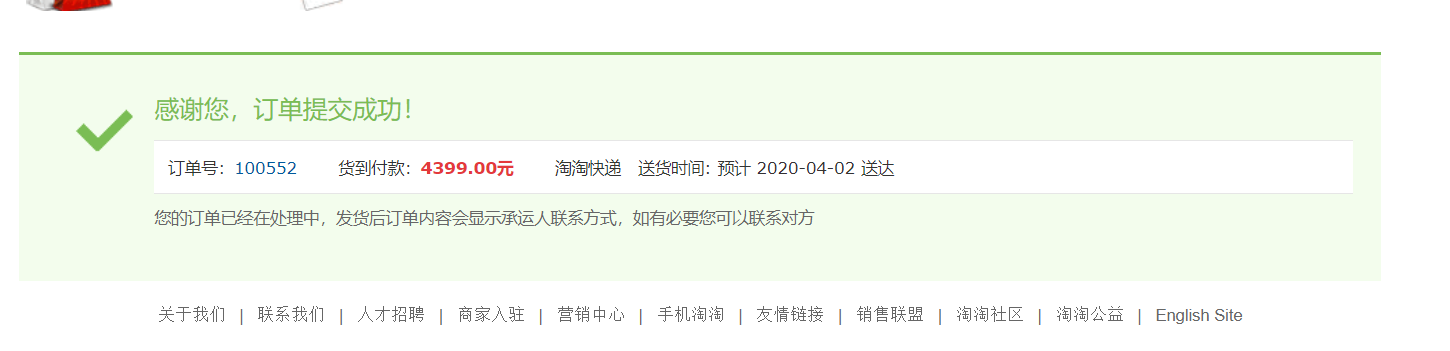 感谢您，订单提交成功！
订单号：100552 货到付款：4399.00元 淘淘快递 送货时间：预计 2020-04-02 送达
您的订单已经在处理中，发货后订单内容会显示承运人联系方式，如有必要您可以联系对方
关于我们 | 联系我们 | 人才招聘 | 商家入驻 | 营销中心 | 手机淘淘 | 友情链接 | 销售联盟 | 淘淘社区 | 淘淘公益 | English Site